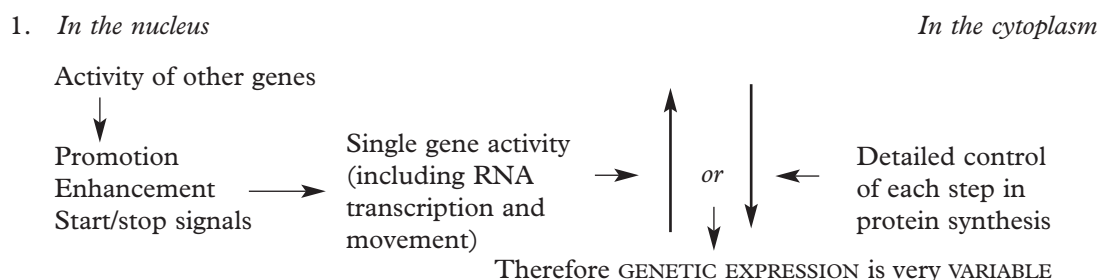 1. In the nucleus
In the cytoplasm
Activity of other genes
Promotion
Enhancement
Start/stop signals
Single gene activity
(including RNA
transcription and
movement)
or
Detailed control
of each step in
protein synthesis
Therefore GENETIC EXPRESSION is very VARIABLE